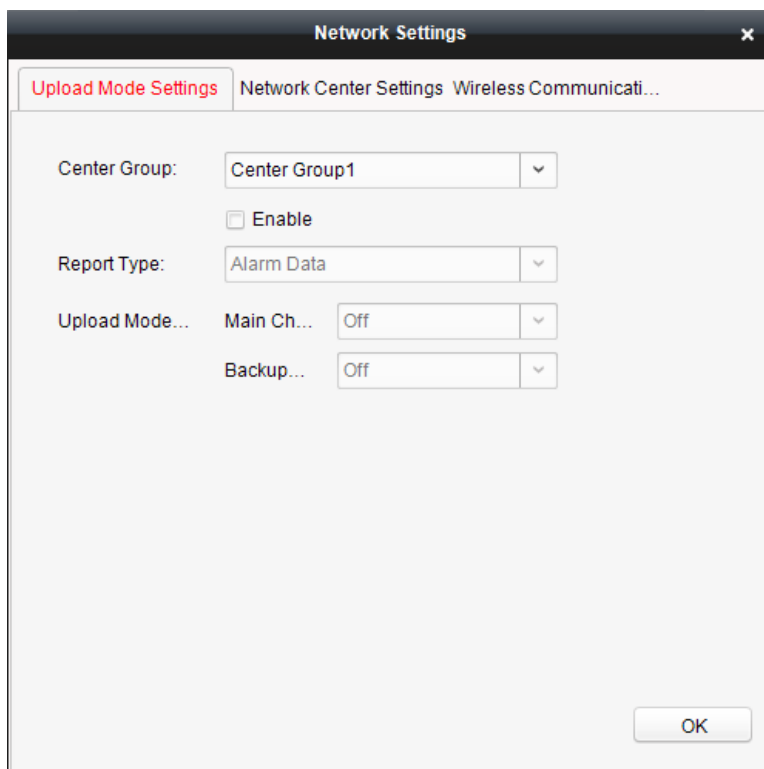 Network Settings
Upload Mode Settings Network Center Settings Wireless Communicati...
Center Group: Center Group1
Enable
Report Type: Alarm Data
Upload Mode... Main Ch... Off
Backup... Off
OK